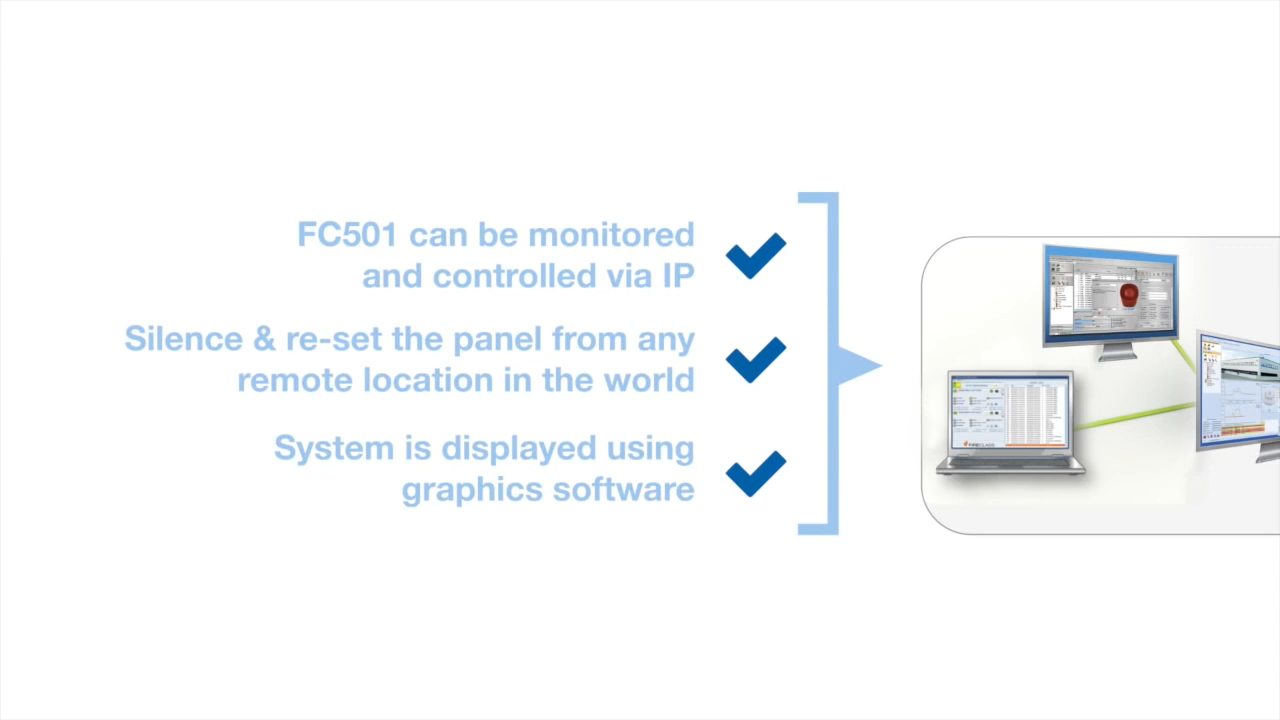 FC501 can be monitored
and controlled via IP
Silence & re-set the panel from any
remote location in the world
System is displayed using
graphics software